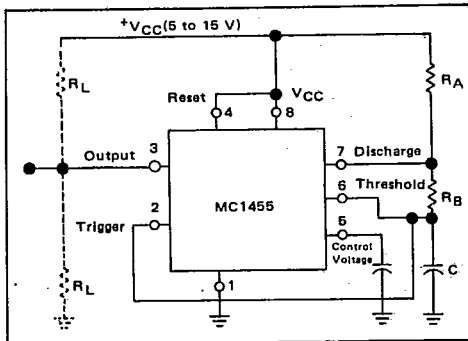 +VCC(5 to 15 V)
RL
Reset
VCC
RA
4
8
3
Output
7
Discharge
6
Threshold
RB
2
MC1455
5
Trigger
Control
Voltage
C
RL
1